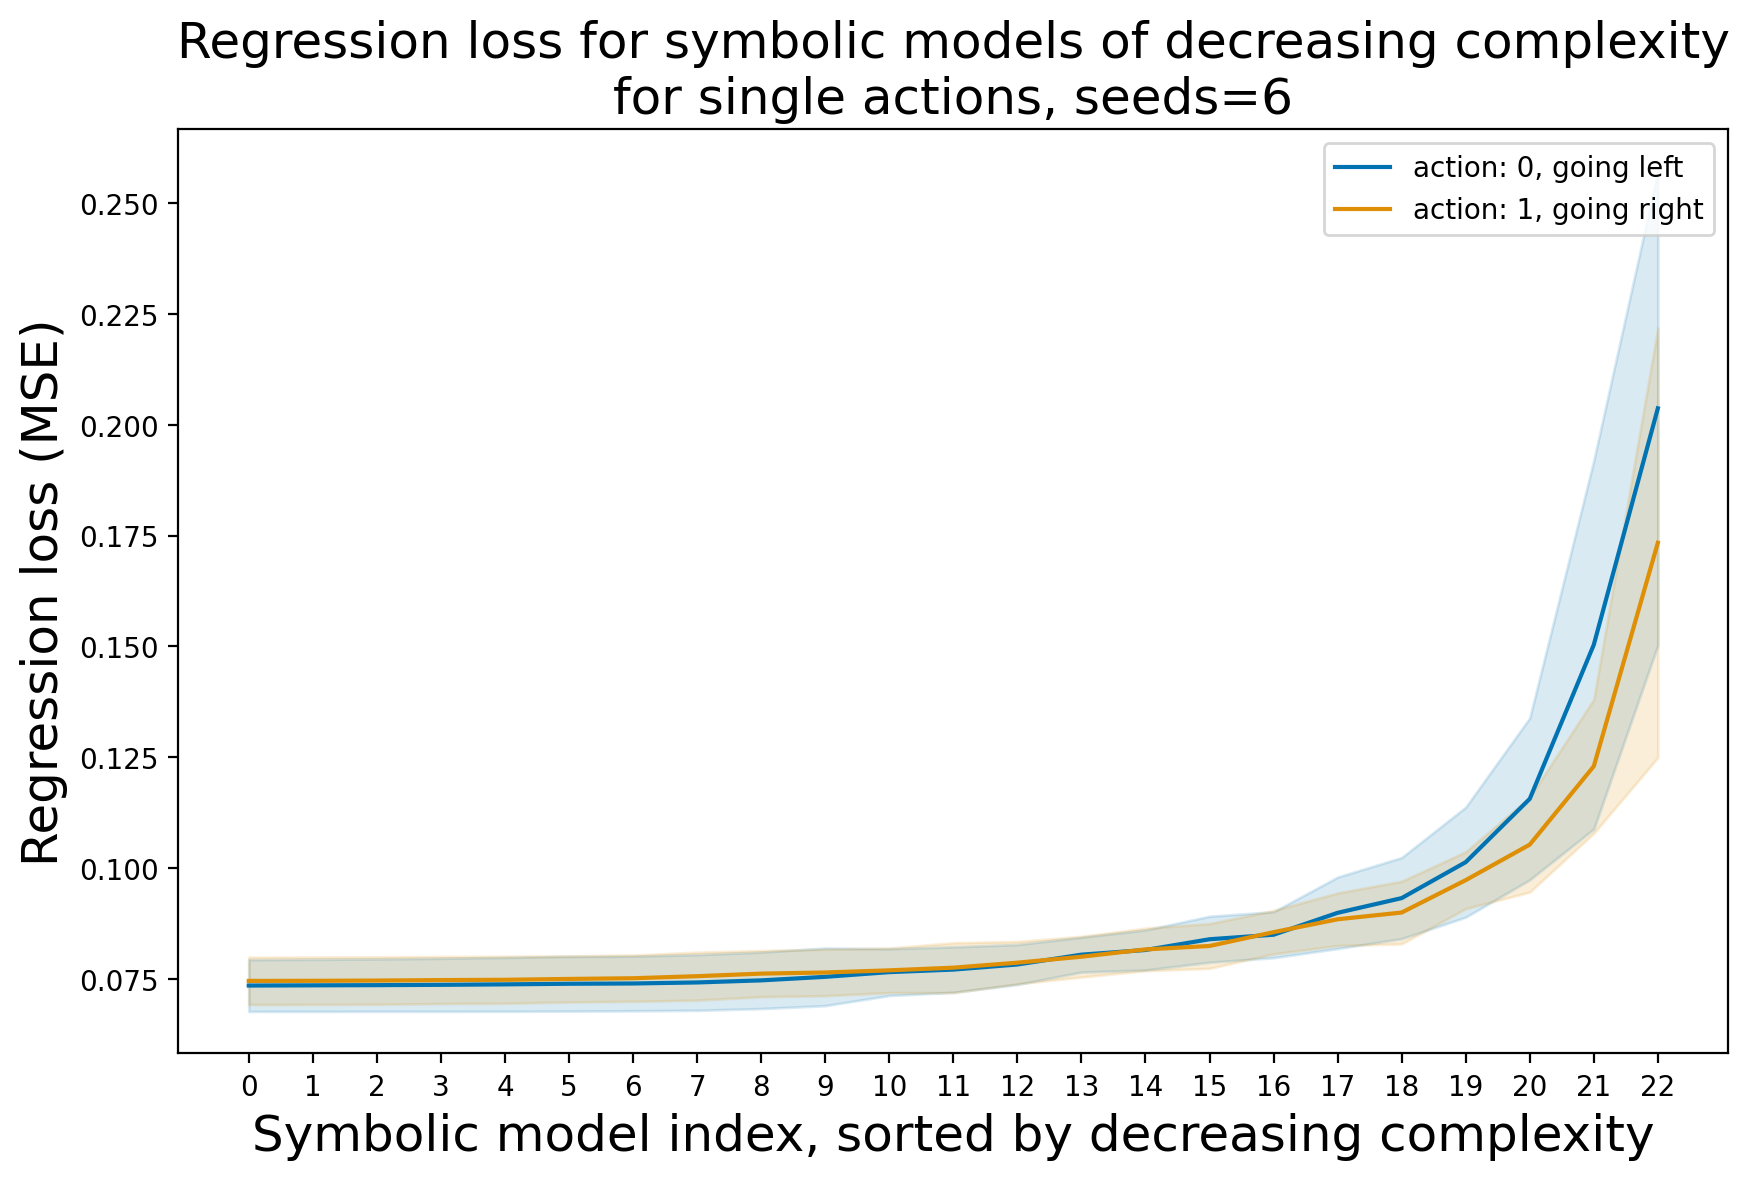 Regression loss for symbolic models of decreasing complexity
for single actions, seeds=6
action: 0, going left
action: 1, going right
Regression loss (MSE)
0.250
0.225
0.200
0.175
0.150
0.125
0.100
0.075
0 1 2 3 4 5 6 7 8 9 10 11 12 13 14 15 16 17 18 19 20 21 22
Symbolic model index, sorted by decreasing complexity